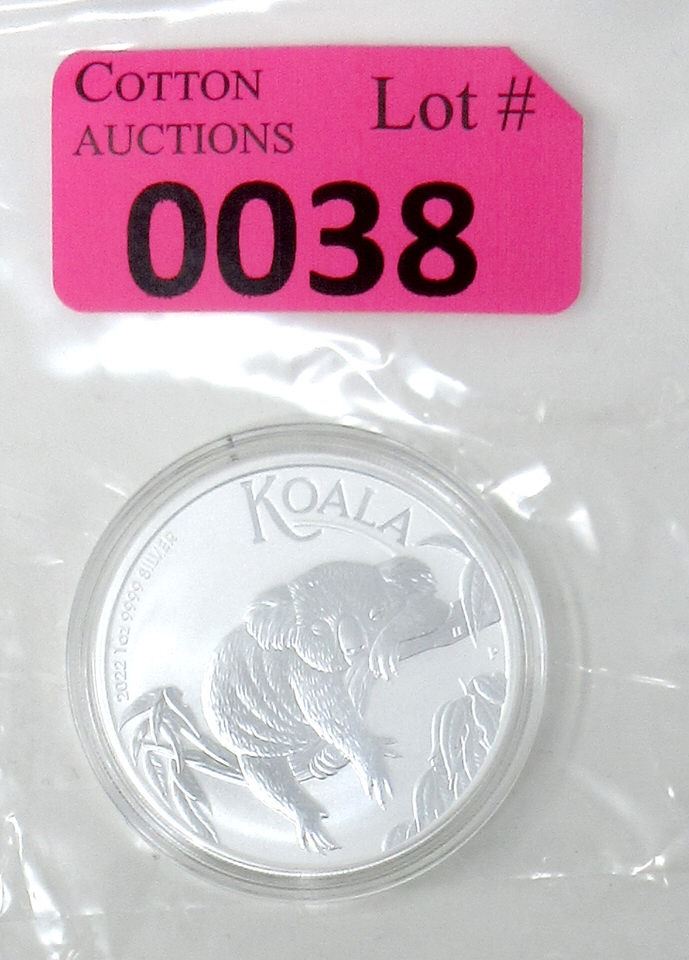 COTTON
AUCTIONS
Lot #
0038
KOALA
2022 1oz 9999 SILVER